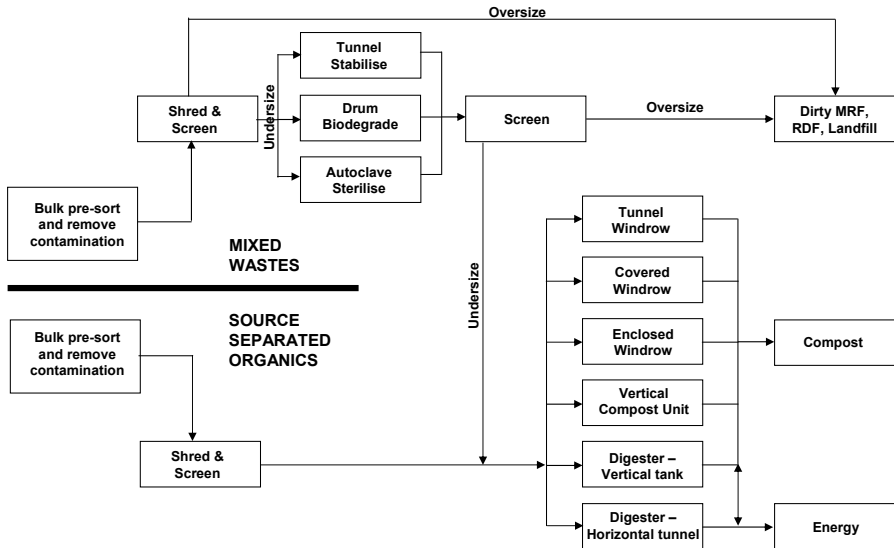 Oversize
Tunnel
Stabilise
Shred &
Screen
Undersize
Drum
Biodegrade
Screen
Oversize
Dirty MRF,
RDF, Landfill
Autoclave
Sterilise
Bulk pre-sort
and remove
contamination
MIXED
WASTES
Tunnel
Windrow
Undersize
Covered
Windrow
SOURCE
SEPARATED
ORGANICS
Bulk pre-sort
and remove
contamination
Enclosed
Windrow
Compost
Vertical
Compost Unit
Shred &
Screen
Digester –
Vertical tank
Digester –
Horizontal tunnel
Energy